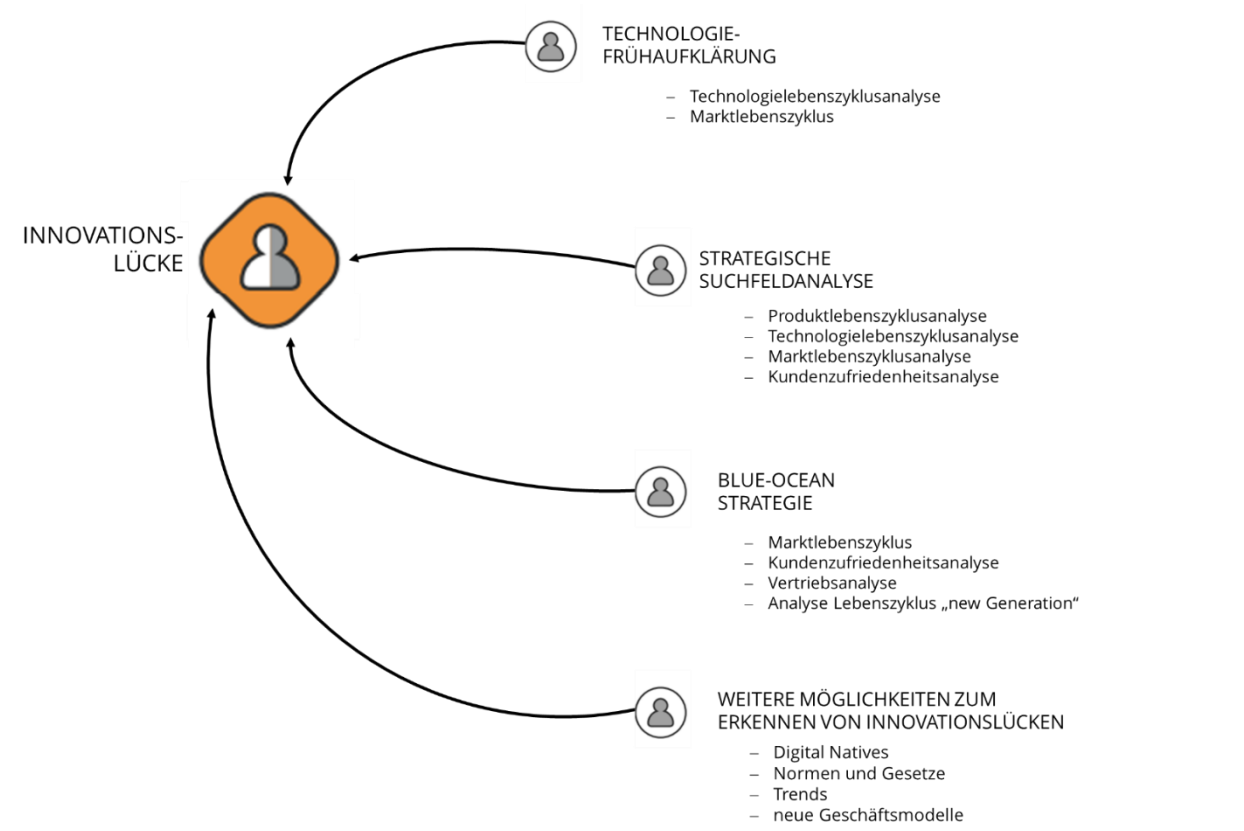 TECHNOLOGIE-
FRÜHAUFKLÄRUNG
– Technologielebenszyklusanalyse
– Marktlebenszyklus
INNOVATIONS-
LÜCKE
STRATEGISCHE
SUCHFELDANALYSE
– Produktlebenszyklusanalyse
– Technologielebenszyklusanalyse
– Marktlebenszyklusanalyse
– Kundenzufriedenheitsanalyse
BLUE-OCEAN
STRATEGIE
– Marktlebenszyklus
– Kundenzufriedenheitsanalyse
– Vertriebsanalyse
– Analyse Lebenszyklus „new Generation“
WEITERE MÖGLICHKEITEN ZUM
ERKENNEN VON INNOVATIONSLÜCKEN
– Digital Natives
– Normen und Gesetze
– Trends
– neue Geschäftsmodelle